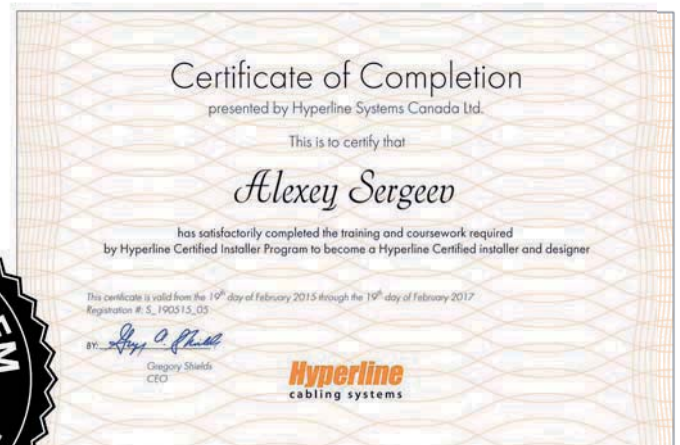 Certificate of Completion
presented by Hyperline Systems Canada Ltd.
This is to certify that
Alexey Sergeev
has satisfactorily completed the training and coursework required
by Hyperline Certified Installer Program to become a Hyperline Certified installer and designer
This certificate is valid from the 19th day of February 2015 through the 19th day of February 2017
Registration #: S_190515_05
BY:
Gregory Shields
CEO
Hyperline
cabling systems
EM